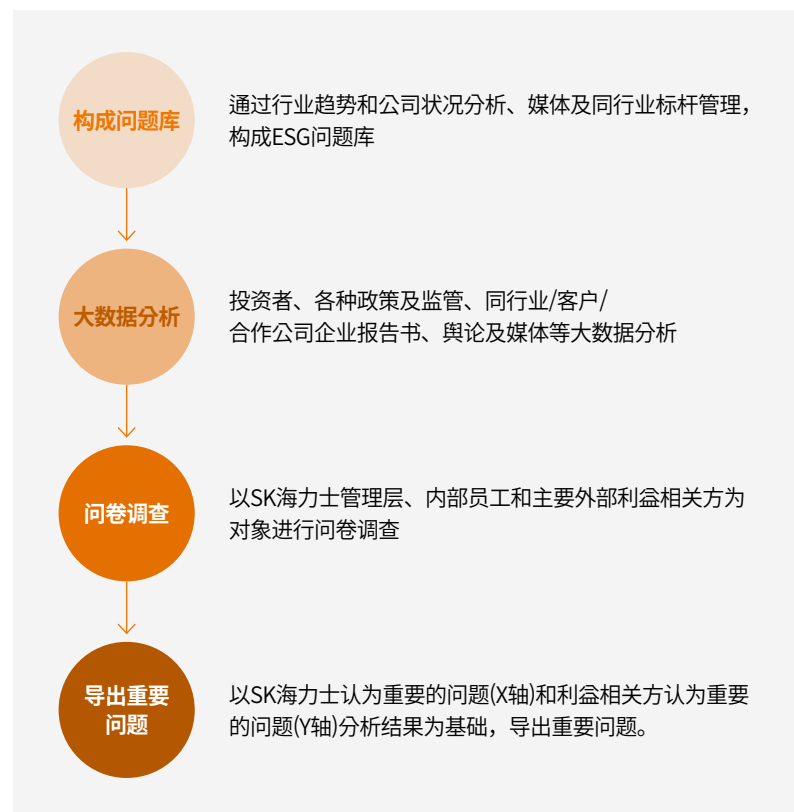 构成问题库
通过行业趋势和公司状况分析、媒体及同行业标杆管理，
构成ESG问题库
大数据分析
投资者、各种政策及监管、同行业/客户/
合作公司企业报告书、舆论及媒体等大数据分析
问卷调查
以SK海力士管理层、内部员工和主要外部利益相关方为
对象进行问卷调查
导出重要
问题
以SK海力士认为重要的问题(X轴)和利益相关方认为重要
的问题(Y轴)分析结果为基础，导出重要问题。